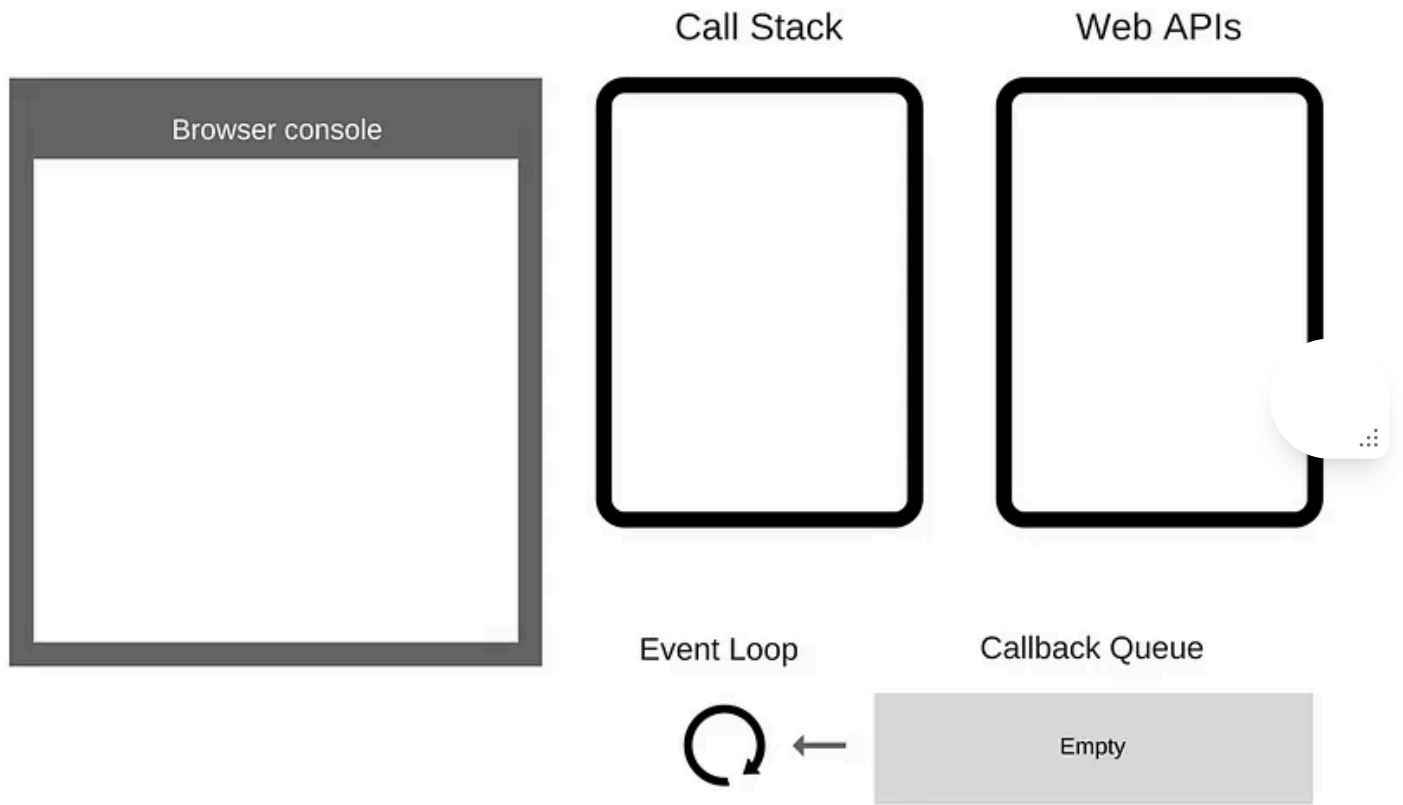 Call Stack
Web APIs
Browser console
Event Loop
Callback Queue
Empty